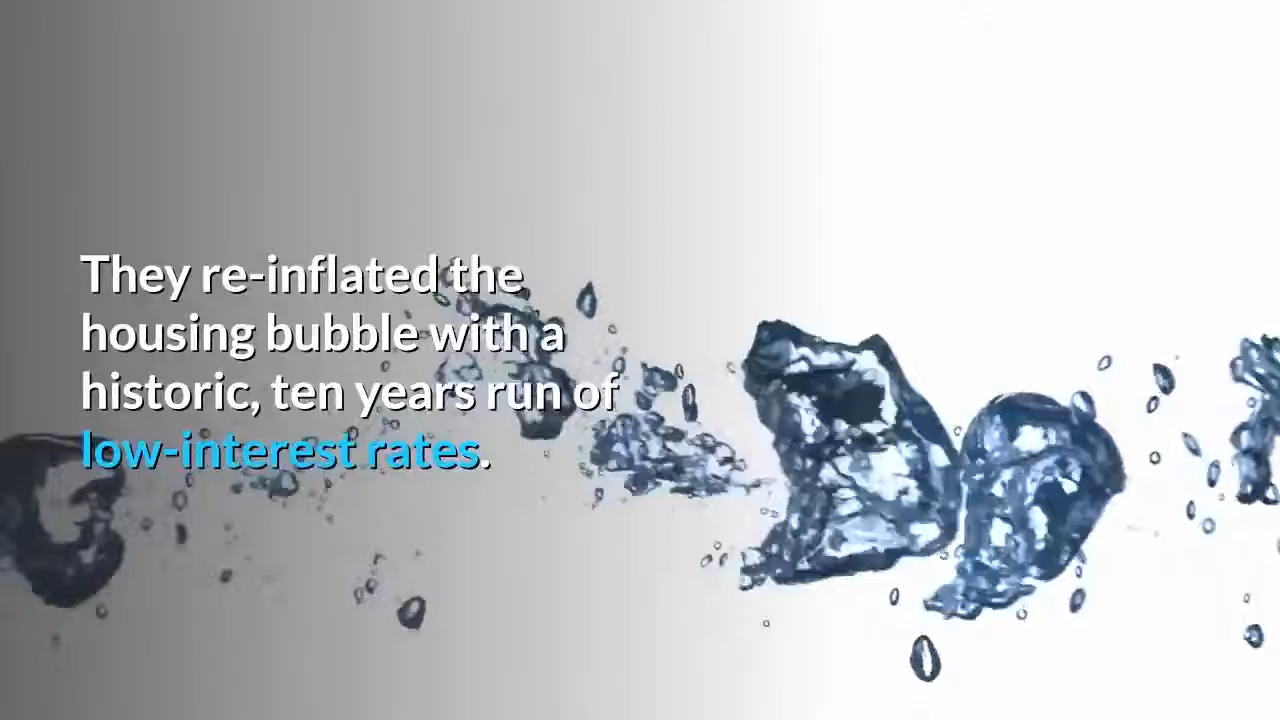 They re-inflated the
housing bubble with a
historic, ten years run of
low-interest rates.